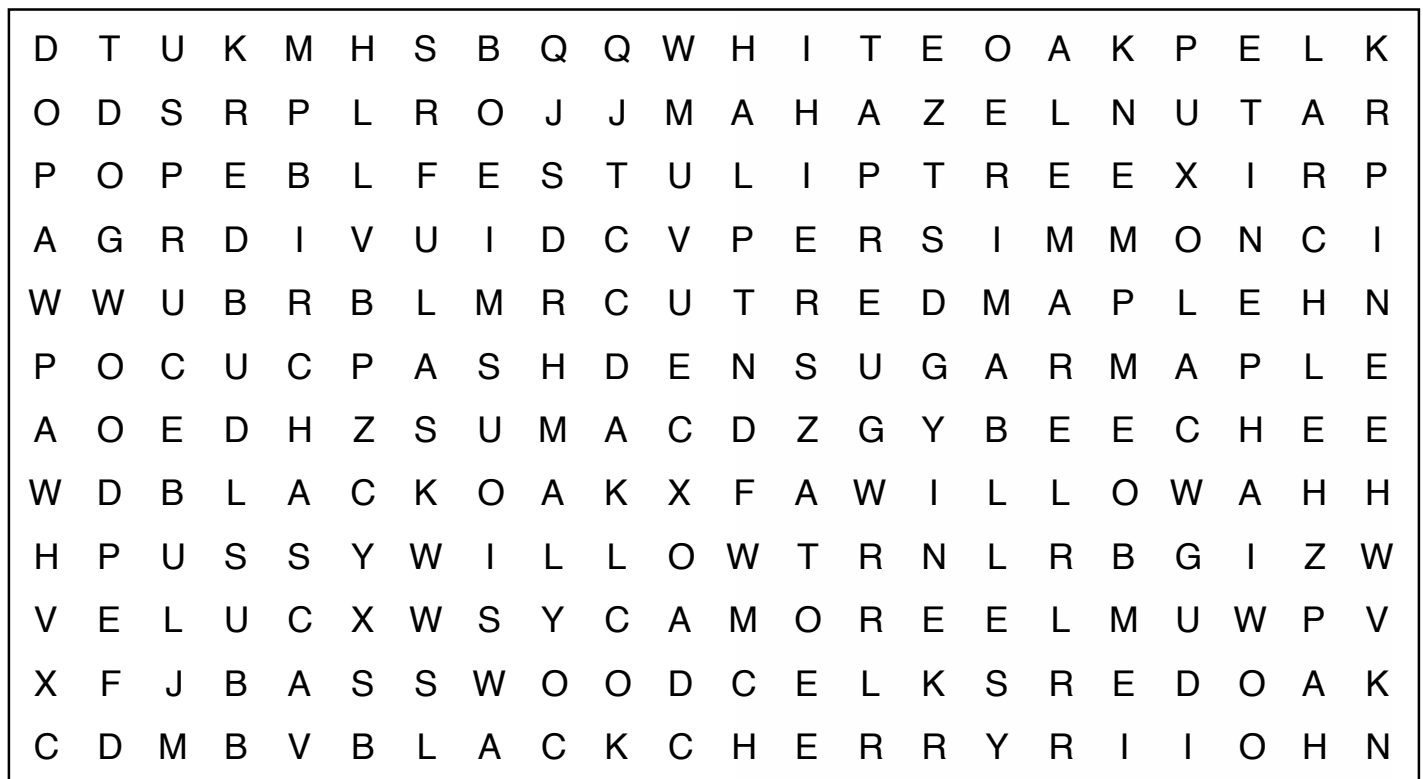 D T U K M H S B Q Q W H I T E O A K P E L K
O D S R P L R O J J M A H A Z E L N U T A R
P O P E B L F E S T U L I P T R E E X I R P
A G R D I V U I D C V P E R S I M M O N C I
W W U B R B L M R C U T R E D M A P L E H N
P O C U C P A S H D E N S U G A R M A P L E
A O E D H Z S U M A C D Z G Y B E E C H E E
W D B L A C K O A K X F A W I L L O W A H H
H P U S S Y W I L L O W T R N L R B G I Z W
V E L U C X W S Y C A M O R E E L M U W P V
X F J B A S S W O O D C E L K S R E D O A K
C D M B V B L A C K C H E R R Y R I I O H N